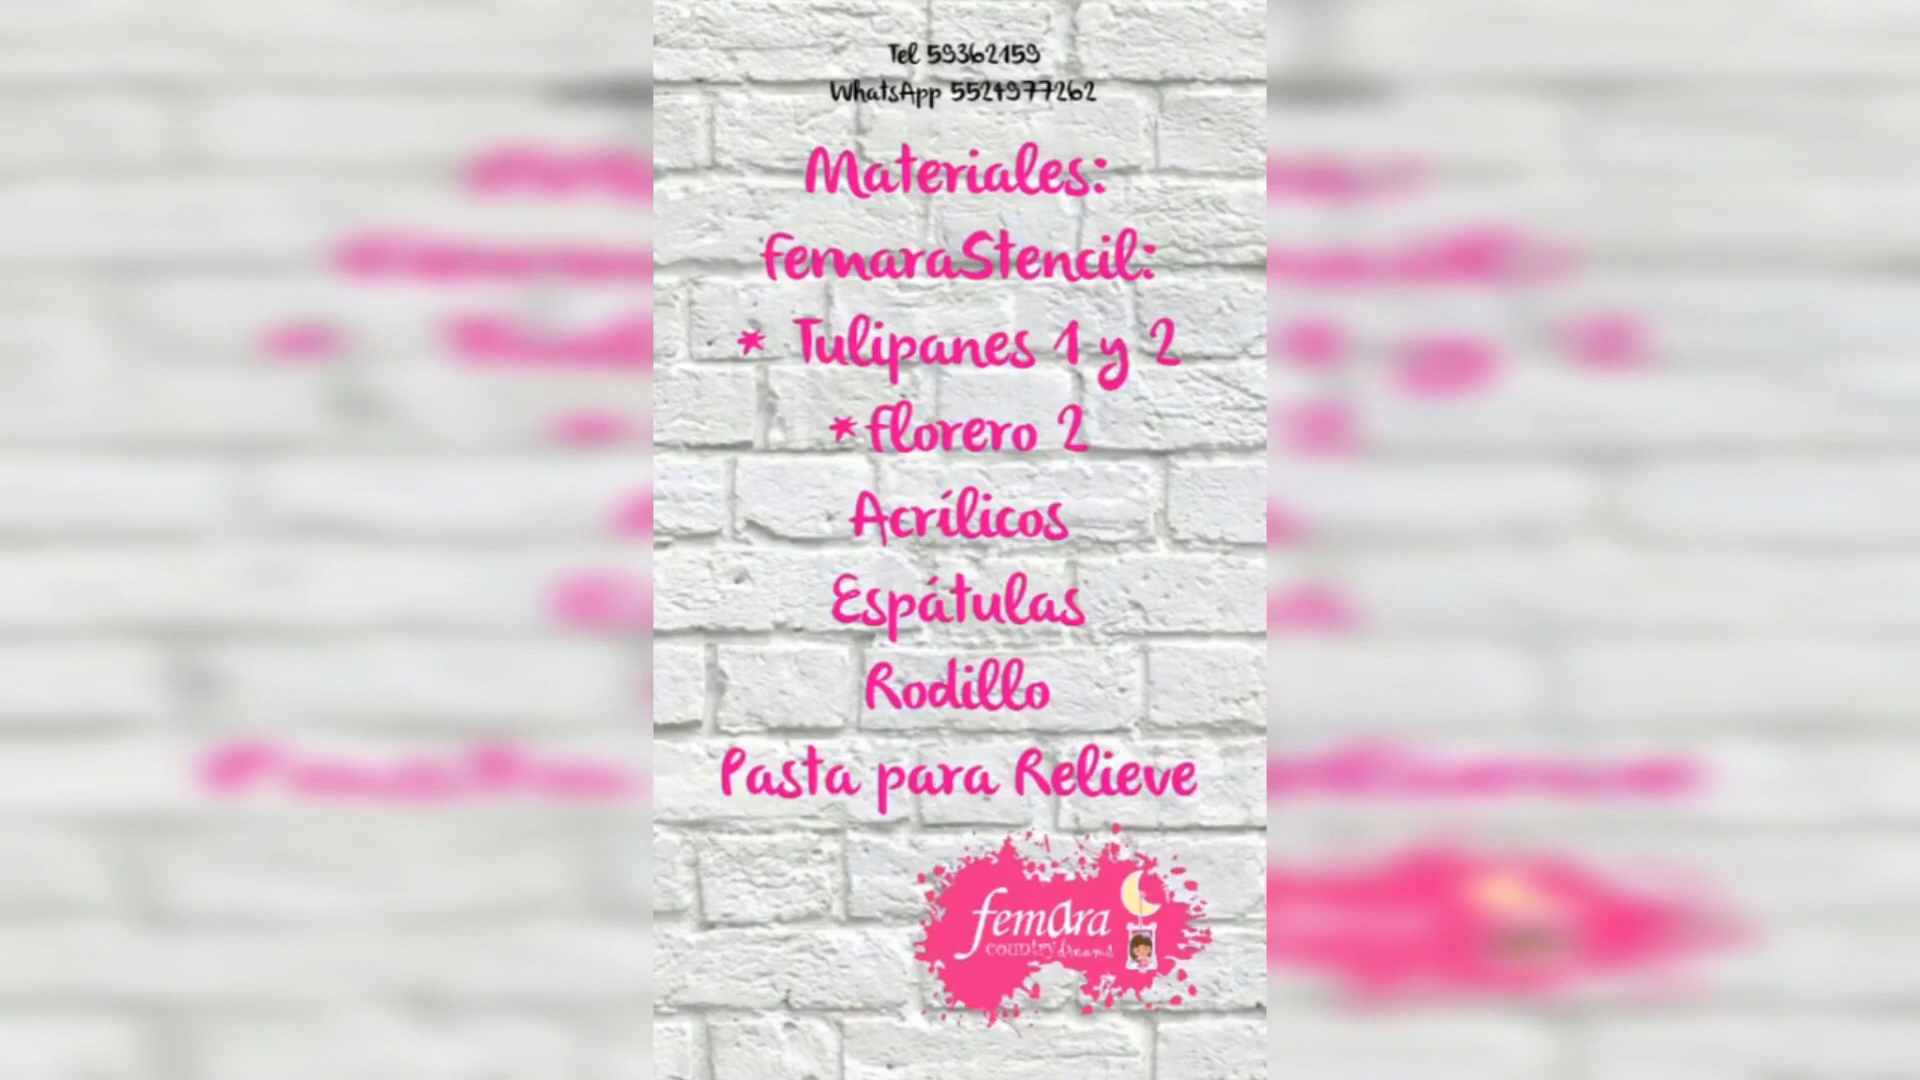 Tel 59362159
WhatsApp 5524977262
Materiales:
femaraStencil:
* Tulipanes 1 y 2
*florero 2
Acrílicos
Espátulas
Rodillo
Pasta para Relieve
femara
country dreams